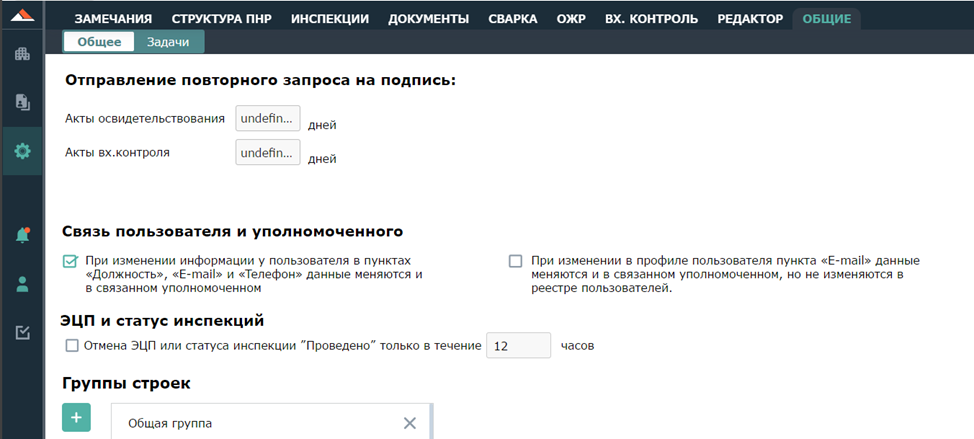 ЗАМЕЧАНИЯ СТРУКТУРА ПНР ИНСПЕКЦИИ ДОКУМЕНТЫ СВАРКА ОЖР ВХ. КОНТРОЛЬ РЕДАКТОР ОБЩИЕ
Общее Задачи
Отправление повторного запроса на подпись:
Акты освидетельствования undefin... дней
Акты вх.контроля undefin... дней
Связь пользователя и уполномоченного
При изменении информации у пользователя в пунктах
«Должность», «E-mail» и «Телефон» данные меняются и
в связанном уполномоченном
При изменении в профиле пользователя пункта «E-mail» данные
меняются и в связанном уполномоченном, но не изменяются в
реестре пользователей.
ЭЦП и статус инспекций
Отмена ЭЦП или статуса инспекции "Проведено" только в течение 12 часов
Группы строек
+ Общая группа